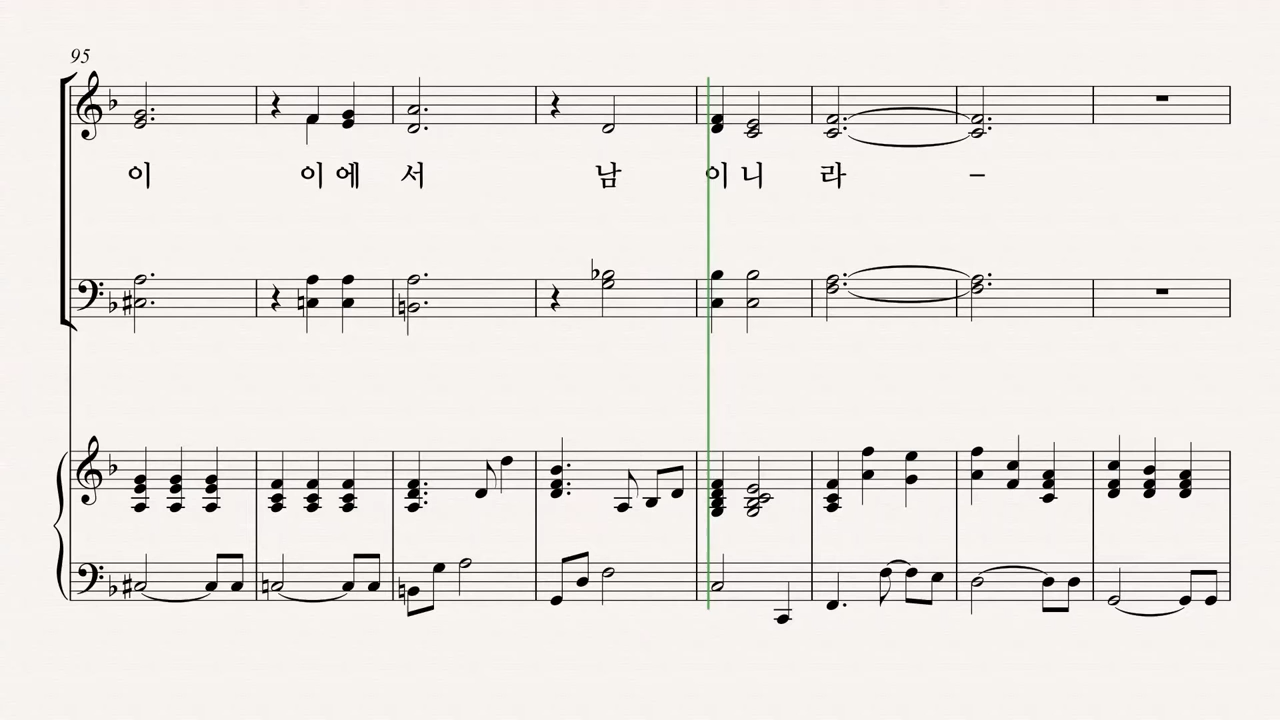 95
이 이 에 서 남 이 니 라 –